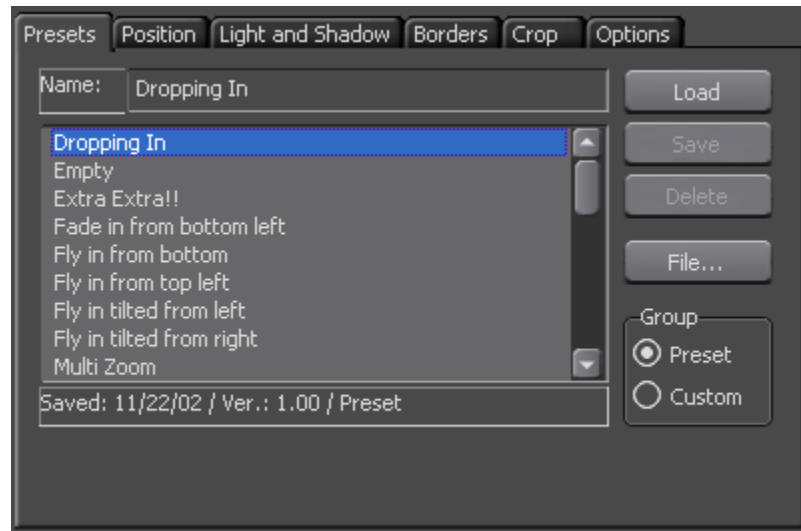 Presets Position Light and Shadow Borders Crop Options
Name: Dropping In Load
Dropping In Save
Empty
Extra Extra!! Delete
Fade in from bottom left
Fly in from bottom File...
Fly in from top left
Fly in tilted from left Group
Fly in tilted from right Preset
Multi Zoom
Saved: 11/22/02 / Ver.: 1.00 / Preset Custom